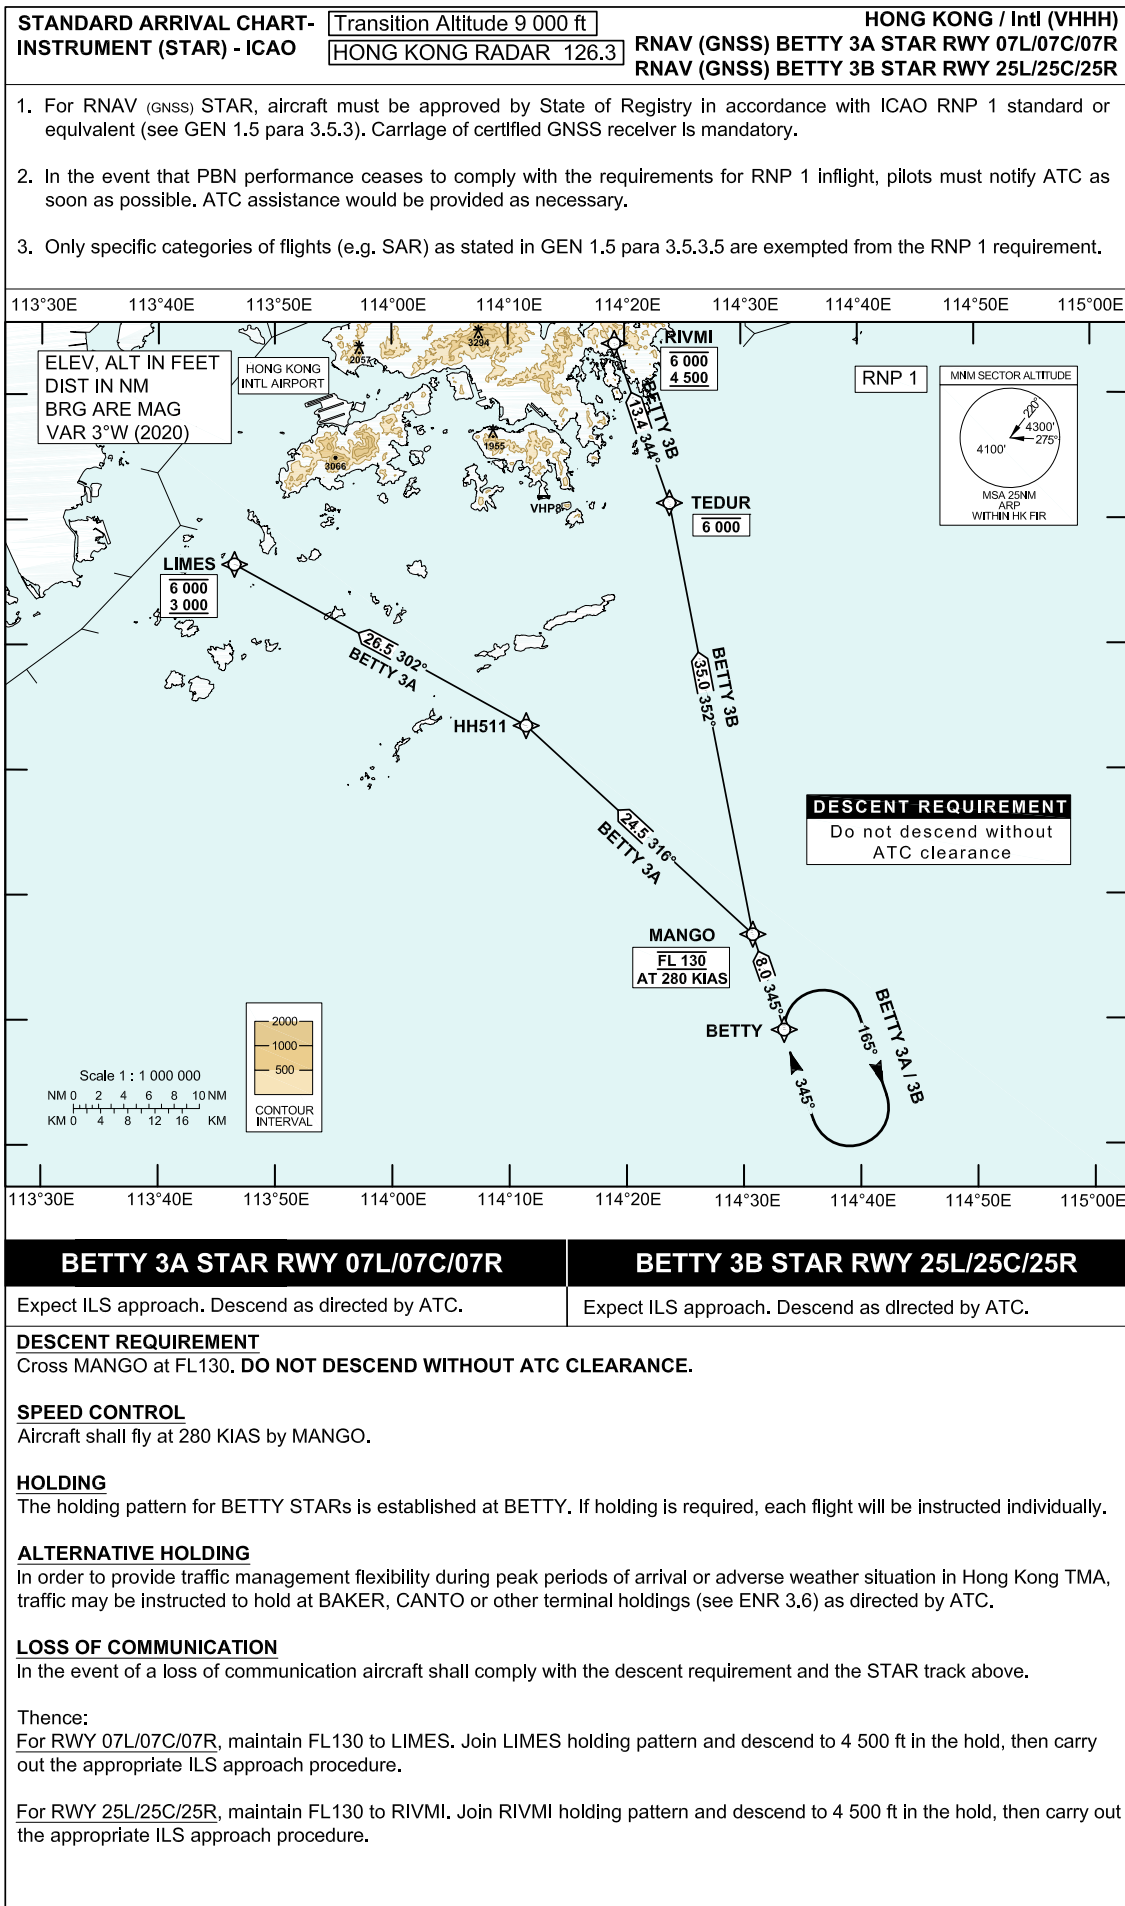 STANDARD ARRIVAL CHART-
INSTRUMENT (STAR) - ICAO
Transition Altitude 9 000 ft
HONG KONG RADAR 126.3
HONG KONG / Intl (VHHH)
RNAV (GNSS) BETTY 3A STAR RWY 07L/07C/07R
RNAV (GNSS) BETTY 3B STAR RWY 25L/25C/25R
1. For RNAV (GNSS) STAR, aircraft must be approved by State of Registry in accordance with ICAO RNP 1 standard or
equivalent (see GEN 1.5 para 3.5.3). Carriage of certified GNSS receiver is mandatory.
2. In the event that PBN performance ceases to comply with the requirements for RNP 1 inflight, pilots must notify ATC as
soon as possible. ATC assistance would be provided as necessary.
3. Only specific categories of flights (e.g. SAR) as stated in GEN 1.5 para 3.5.3.5 are exempted from the RNP 1 requirement.
113°30E 113°40E 113°50E 114°00E 114°10E 114°20E 114°30E 114°40E 114°50E 115°00E
ELEV, ALT IN FEET
DIST IN NM
BRG ARE MAG
VAR 3°W (2020)
HONG KONG
INTL AIRPORT
2057
3294
1955
3066
VHP8
RIVMI
6 000
4 500
BETTY 3B
13.4 344°
TEDUR
6 000
RNP 1
MNM SECTOR ALTITUDE
220°
4300'
275°
4100'
MSA 25NM
ARP
WITHIN HK FIR
LIMES
6 000
3 000
26.5 302°
BETTY 3A
HH511
BETTY 3B
35.0 352°
24.5 316°
BETTY 3A
DESCENT REQUIREMENT
Do not descend without
ATC clearance
MANGO
FL 130
AT 280 KIAS
8.0 345°
BETTY
BETTY 3A / 3B
165°
345°
2000
1000
500
CONTOUR
INTERVAL
Scale 1 : 1 000 000
NM 0 2 4 6 8 10 NM
KM 0 4 8 12 16 KM
113°30E 113°40E 113°50E 114°00E 114°10E 114°20E 114°30E 114°40E 114°50E 115°00E
BETTY 3A STAR RWY 07L/07C/07R
BETTY 3B STAR RWY 25L/25C/25R
Expect ILS approach. Descend as directed by ATC.
Expect ILS approach. Descend as directed by ATC.
DESCENT REQUIREMENT
Cross MANGO at FL130. DO NOT DESCEND WITHOUT ATC CLEARANCE.
SPEED CONTROL
Aircraft shall fly at 280 KIAS by MANGO.
HOLDING
The holding pattern for BETTY STARs is established at BETTY. If holding is required, each flight will be instructed individually.
ALTERNATIVE HOLDING
In order to provide traffic management flexibility during peak periods of arrival or adverse weather situation in Hong Kong TMA,
traffic may be instructed to hold at BAKER, CANTO or other terminal holdings (see ENR 3.6) as directed by ATC.
LOSS OF COMMUNICATION
In the event of a loss of communication aircraft shall comply with the descent requirement and the STAR track above.
Thence:
For RWY 07L/07C/07R, maintain FL130 to LIMES. Join LIMES holding pattern and descend to 4 500 ft in the hold, then carry
out the appropriate ILS approach procedure.
For RWY 25L/25C/25R, maintain FL130 to RIVMI. Join RIVMI holding pattern and descend to 4 500 ft in the hold, then carry out
the appropriate ILS approach procedure.